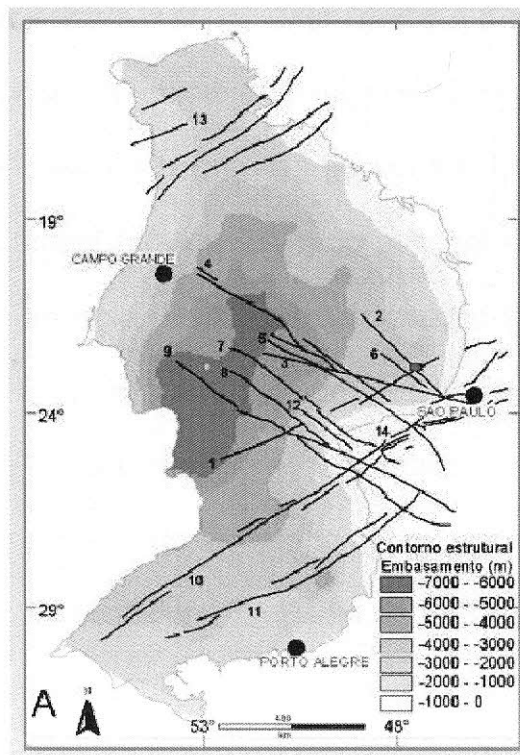 13
19°
CAMPO GRANDE
4
2
7
5
6
9
3
8
24°
12
SAO PAULO
14
1
Contorno estrutural
Embasamento (m)
-7000 - -6000
-6000 - -5000
-5000 - -4000
-4000 - -3000
-3000 - -2000
-2000 - -1000
-1000 - 0
10
29°
11
PORTO ALEGRE
A
53°
48°
km